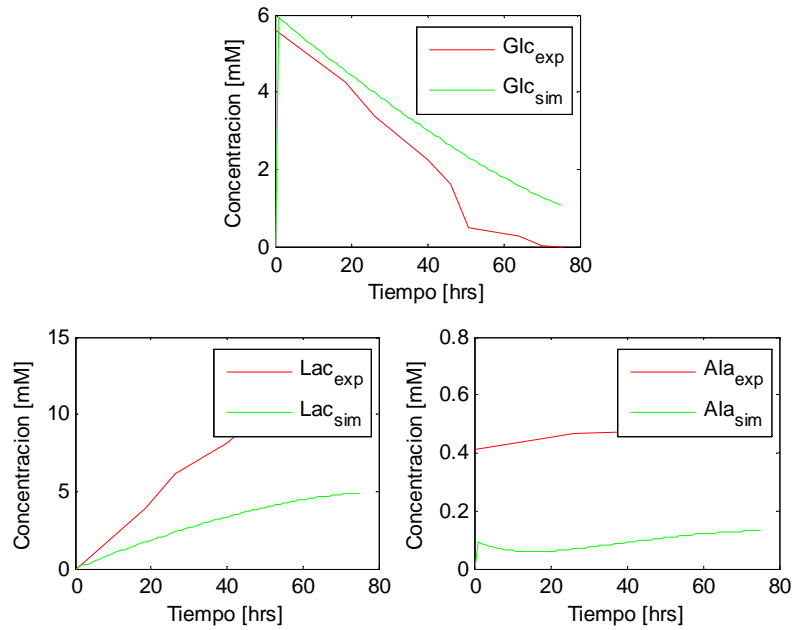 6
4
2
0
Concentracion [mM]
0 20 40 60 80
Tiempo [hrs]
Glc_exp
Glc_sim
15
10
5
0
Concentracion [mM]
0 20 40 60 80
Tiempo [hrs]
Lac_exp
Lac_sim
0.8
0.6
0.4
0.2
0
Concentracion [mM]
0 20 40 60 80
Tiempo [hrs]
Ala_exp
Ala_sim